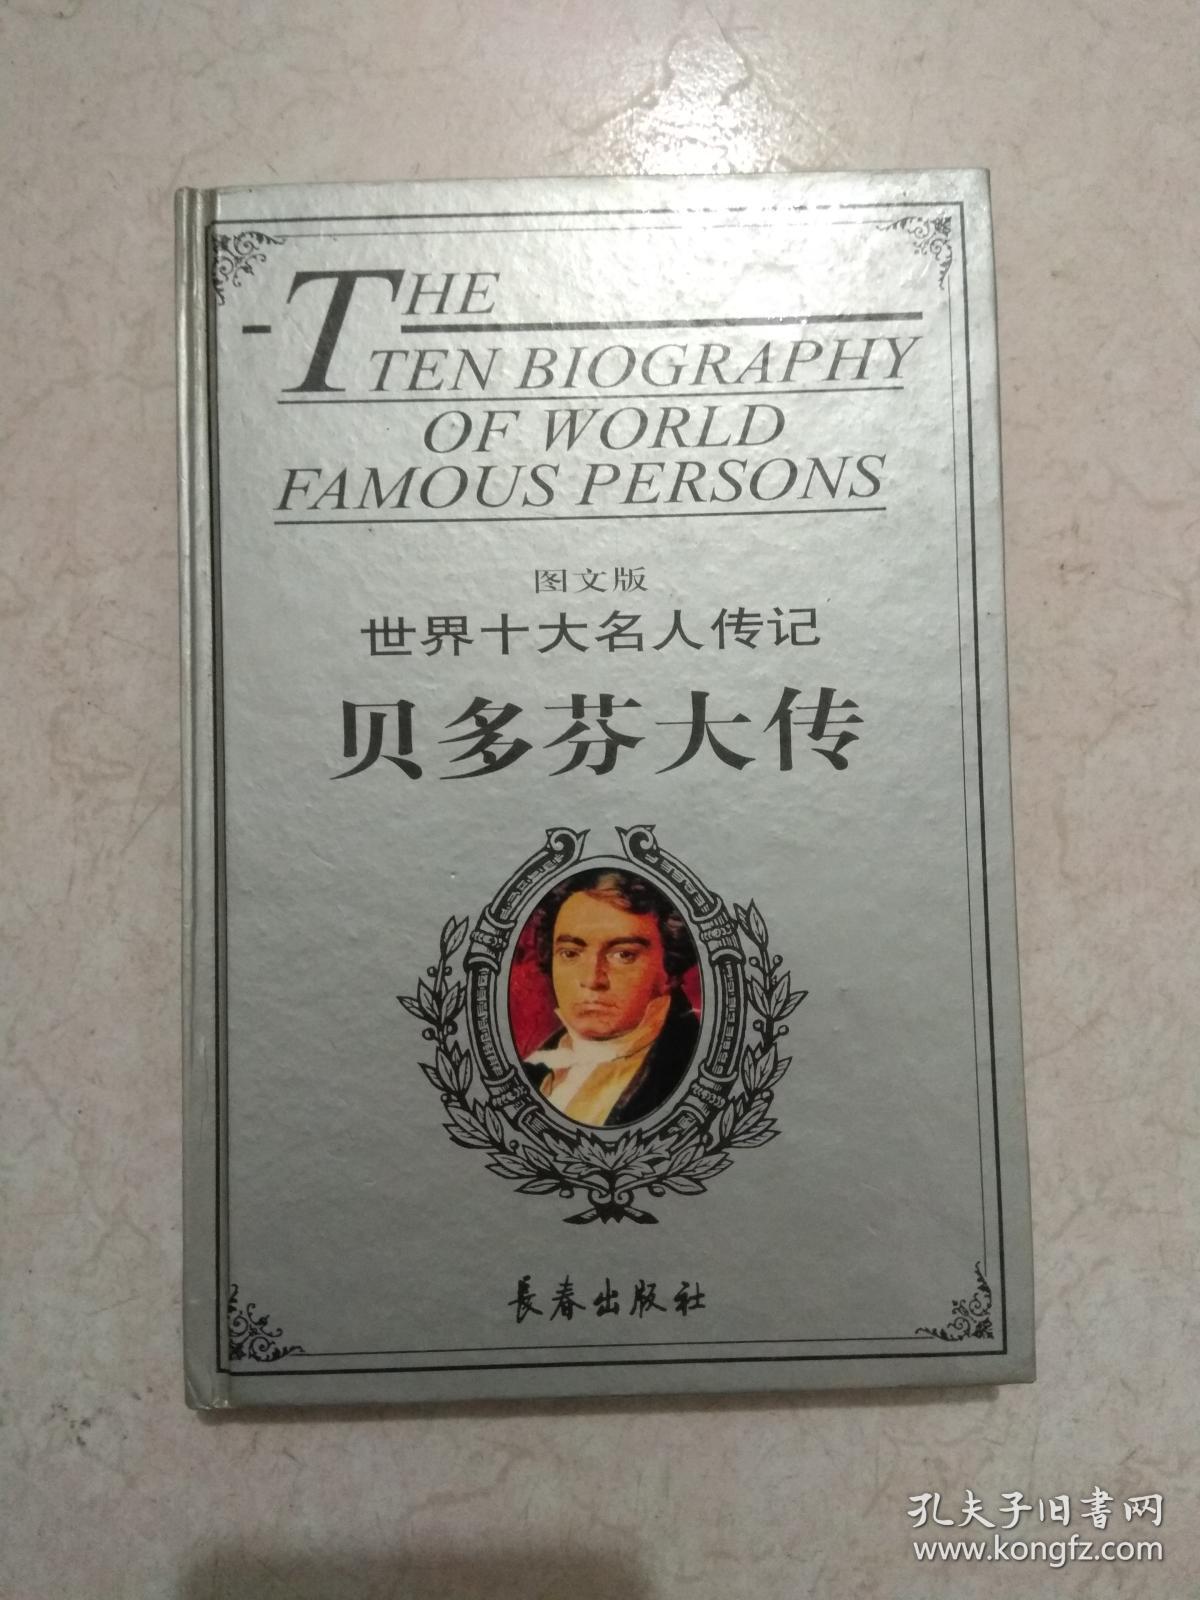 THE
TEN BIOGRAPHY
OF WORLD
FAMOUS PERSONS
图文版
世界十大名人传记
贝多芬大传
長春出版社
孔夫子旧書网
www.kongfz.com